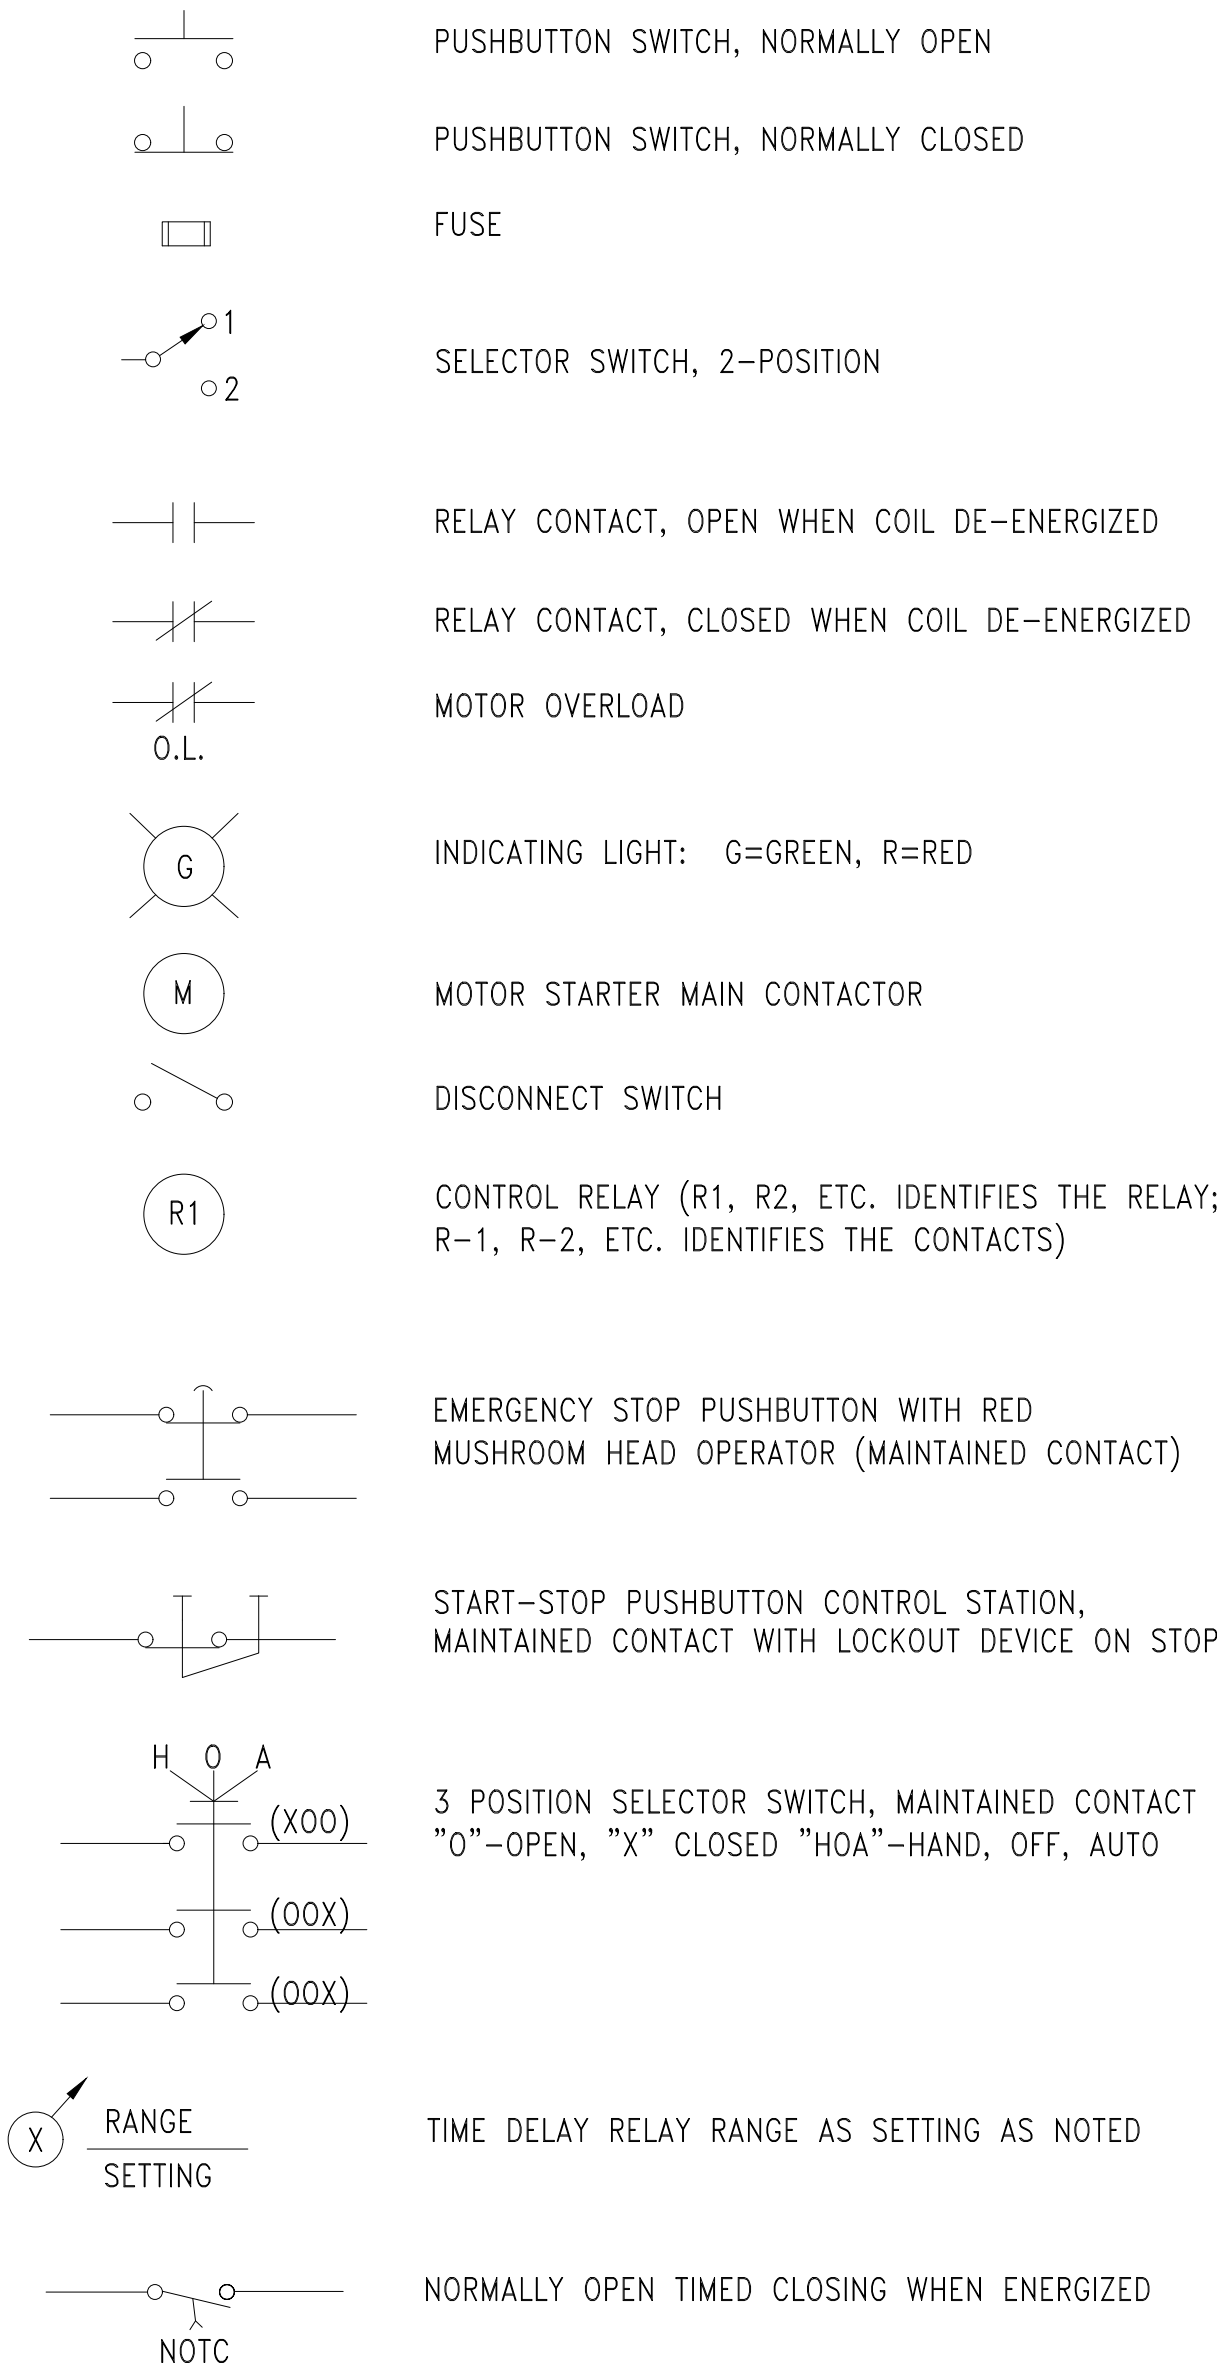 PUSHBUTTON SWITCH, NORMALLY OPEN
PUSHBUTTON SWITCH, NORMALLY CLOSED
FUSE
1
SELECTOR SWITCH, 2-POSITION
2
RELAY CONTACT, OPEN WHEN COIL DE-ENERGIZED
RELAY CONTACT, CLOSED WHEN COIL DE-ENERGIZED
MOTOR OVERLOAD
O.L.
G
INDICATING LIGHT: G=GREEN, R=RED
M
MOTOR STARTER MAIN CONTACTOR
DISCONNECT SWITCH
R1
CONTROL RELAY (R1, R2, ETC. IDENTIFIES THE RELAY;
R-1, R-2, ETC. IDENTIFIES THE CONTACTS)
EMERGENCY STOP PUSHBUTTON WITH RED
MUSHROOM HEAD OPERATOR (MAINTAINED CONTACT)
START-STOP PUSHBUTTON CONTROL STATION,
MAINTAINED CONTACT WITH LOCKOUT DEVICE ON STOP
H O A
(XOO)
3 POSITION SELECTOR SWITCH, MAINTAINED CONTACT
"O"-OPEN, "X" CLOSED "HOA"-HAND, OFF, AUTO
(OOX)
(OOX)
X
RANGE
SETTING
TIME DELAY RELAY RANGE AS SETTING AS NOTED
NORMALLY OPEN TIMED CLOSING WHEN ENERGIZED
NOTC